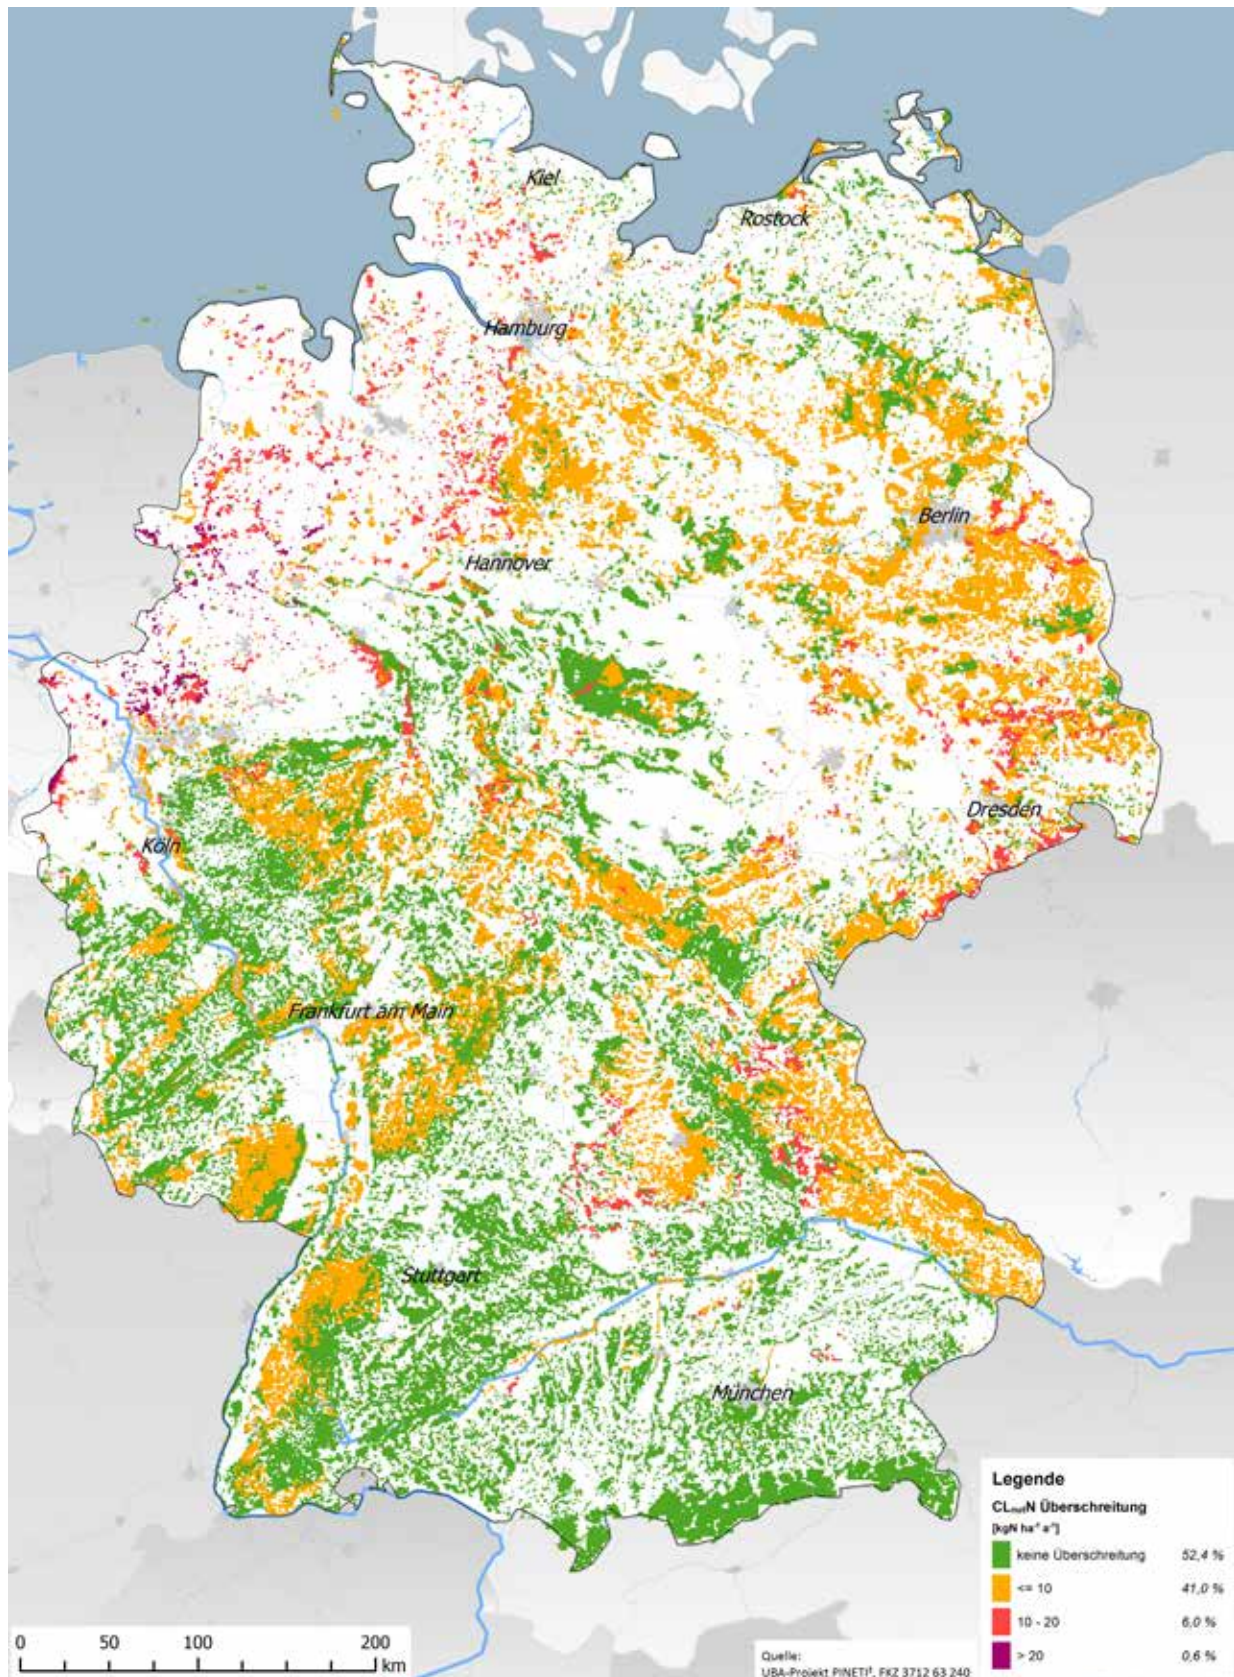 Kiel
Rostock
Hamburg
Berlin
Hannover
Dresden
Köln
Frankfurt am Main
Stuttgart
München
Legende
CLnutN Überschreitung
[kgN ha⁻¹ a⁻¹]
keine Überschreitung 52,4 %
<= 10 41,0 %
10 - 20 6,0 %
> 20 0,6 %
0 50 100 200
km
Quelle:
UBA-Projekt PINETI², FKZ 3712 63 240